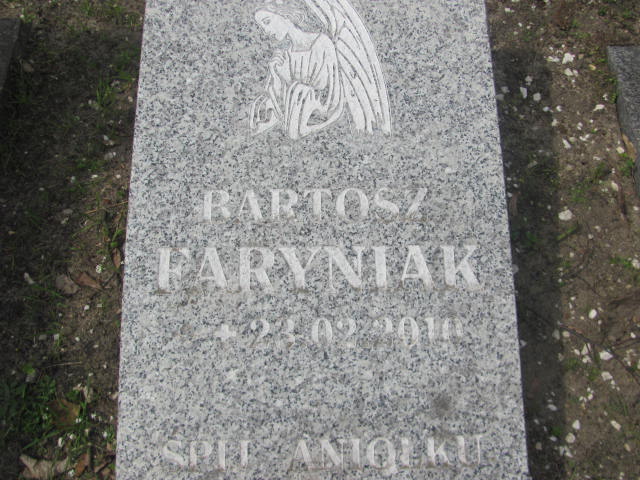 BARTOSZ
FARYNIAK
*+ 23.02.2010
ŚPIJ ANIOŁKU